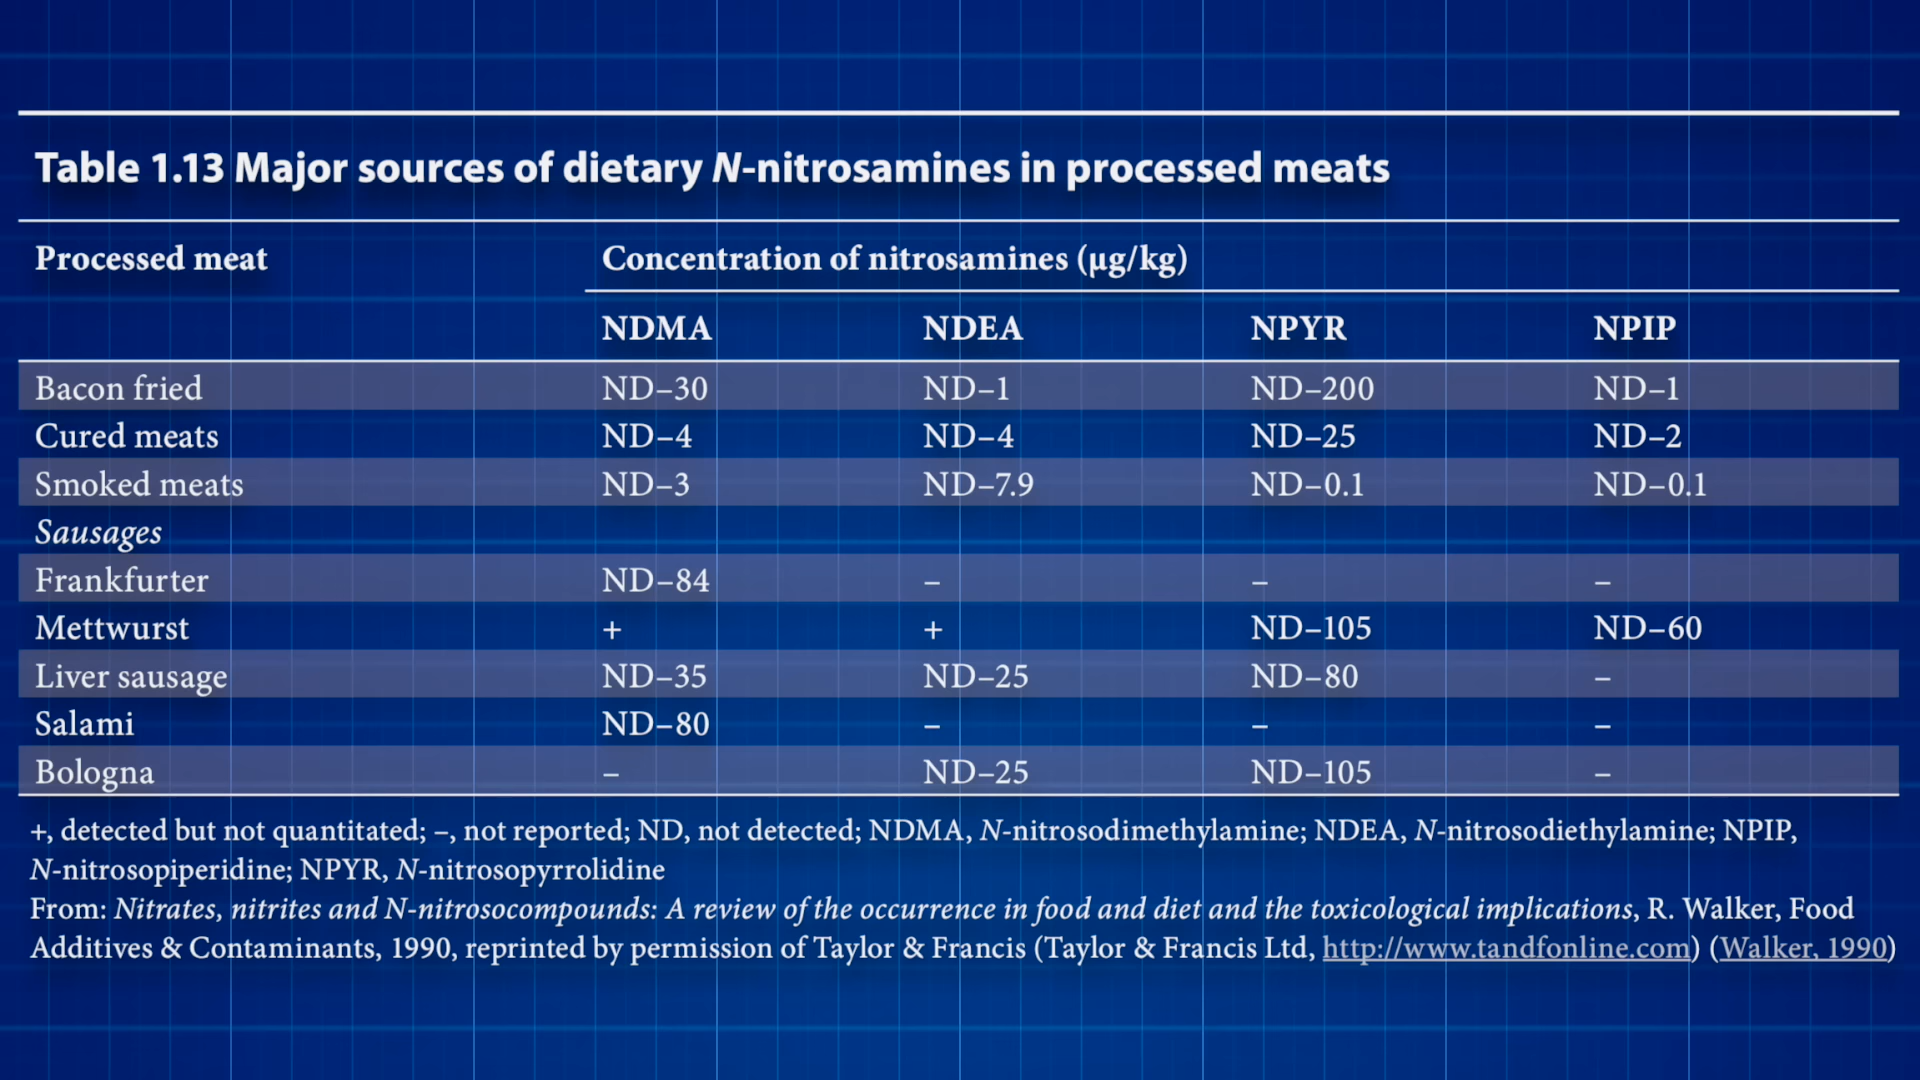 Table 1.13 Major sources of dietary N-nitrosamines in processed meats
Processed meat Concentration of nitrosamines (µg/kg)
NDMA NDEA NPYR NPIP
Bacon fried ND–30 ND–1 ND–200 ND–1
Cured meats ND–4 ND–4 ND–25 ND–2
Smoked meats ND–3 ND–7.9 ND–0.1 ND–0.1
Sausages
Frankfurter ND–84 – – –
Mettwurst + + ND–105 ND–60
Liver sausage ND–35 ND–25 ND–80 –
Salami ND–80 – – –
Bologna – ND–25 ND–105 –
+, detected but not quantitated; –, not reported; ND, not detected; NDMA, N-nitrosodimethylamine; NDEA, N-nitrosodiethylamine; NPIP,
N-nitrosopiperidine; NPYR, N-nitrosopyrrolidine
From: Nitrates, nitrites and N-nitrosocompounds: A review of the occurrence in food and diet and the toxicological implications, R. Walker, Food
Additives & Contaminants, 1990, reprinted by permission of Taylor & Francis (Taylor & Francis Ltd, http://www.tandfonline.com) (Walker, 1990)